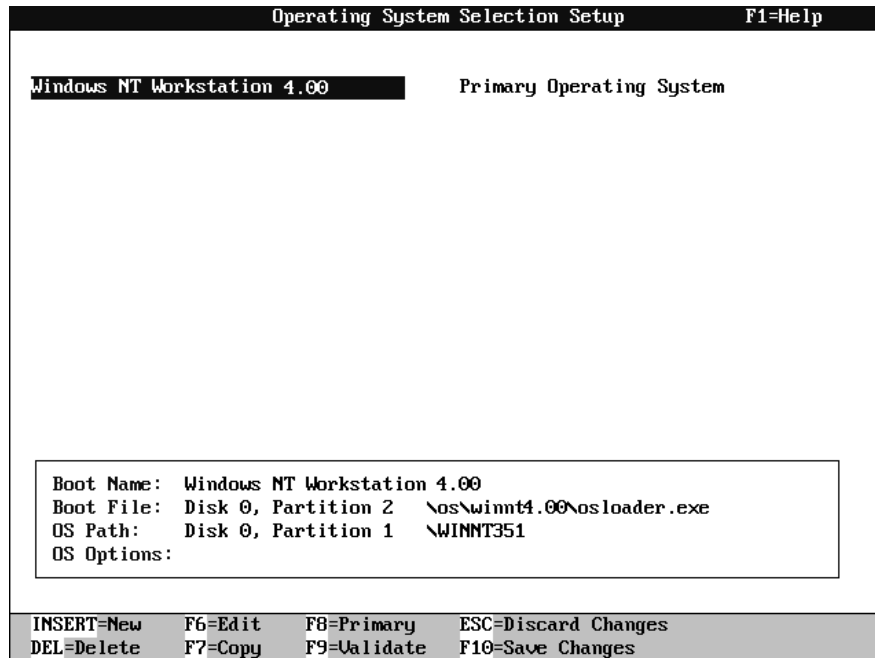 Operating System Selection Setup F1=Help
Windows NT Workstation 4.00 Primary Operating System
Boot Name: Windows NT Workstation 4.00
Boot File: Disk 0, Partition 2 \os\winnt4.00\osloader.exe
OS Path: Disk 0, Partition 1 \WINNT351
OS Options:
INSERT=New F6=Edit F8=Primary ESC=Discard Changes
DEL=Delete F7=Copy F9=Validate F10=Save Changes